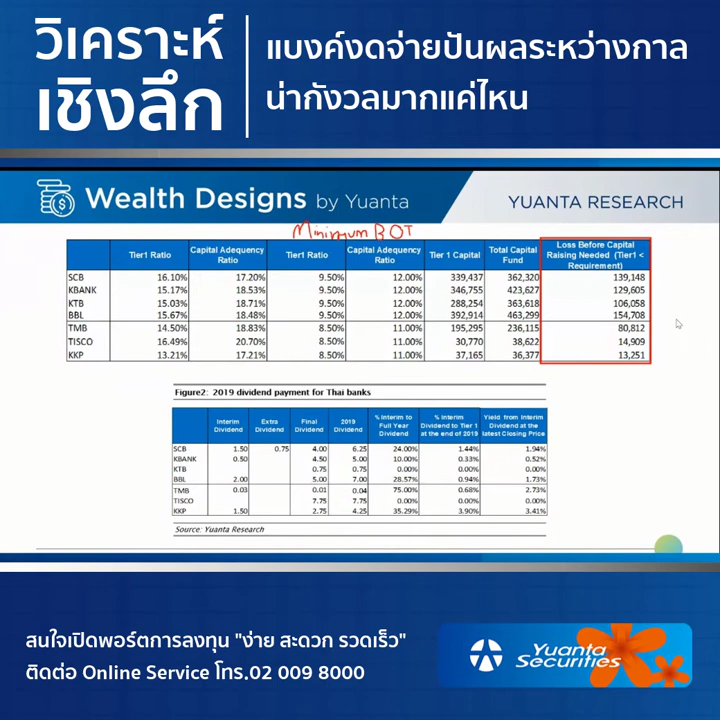 วิเคราะห์
เชิงลึก
แบงค์งดจ่ายปันผลระหว่างกาล
น่ากังวลมากแค่ไหน
Wealth Designs by Yuanta
YUANTA RESEARCH
Minimum BOT
Tier1 Ratio Capital Adequency Ratio Tier1 Ratio Capital Adequency Ratio Tier 1 Capital Total Capital Fund Loss Before Capital Raising Needed (Tier1 < Requirement)
SCB 16.10% 17.20% 9.50% 12.00% 339,437 362,320 139,148
KBANK 15.17% 18.53% 9.50% 12.00% 346,755 423,627 129,605
KTB 15.03% 18.71% 9.50% 12.00% 288,254 363,618 106,058
BBL 15.67% 18.48% 9.50% 12.00% 392,914 463,299 154,708
TMB 14.50% 18.83% 8.50% 11.00% 195,295 236,115 80,812
TISCO 16.49% 20.70% 8.50% 11.00% 30,770 38,622 14,909
KKP 13.21% 17.21% 8.50% 11.00% 37,165 36,377 13,251
Figure2: 2019 dividend payment for Thai banks
Interim Dividend Extra Dividend Final Dividend 2019 Dividend % Interim to Full Year Dividend % Interim Dividend to Tier 1 at the end of 2019 Yield from Interim Dividend at the latest Closing Price
SCB 1.50 0.75 4.00 6.25 24.00% 1.44% 1.94%
KBANK 0.50 4.50 5.00 10.00% 0.33% 0.52%
KTB 0.75 0.75 0.00% 0.00% 0.00%
BBL 2.00 5.00 7.00 28.57% 0.94% 1.73%
TMB 0.03 0.01 0.04 75.00% 0.68% 2.73%
TISCO 7.75 7.75 0.00% 0.00% 0.00%
KKP 1.50 2.75 4.25 35.29% 3.90% 3.41%
Source: Yuanta Research
สนใจเปิดพอร์ตการลงทุน "ง่าย สะดวก รวดเร็ว"
ติดต่อ Online Service โทร.02 009 8000
Yuanta
Securities